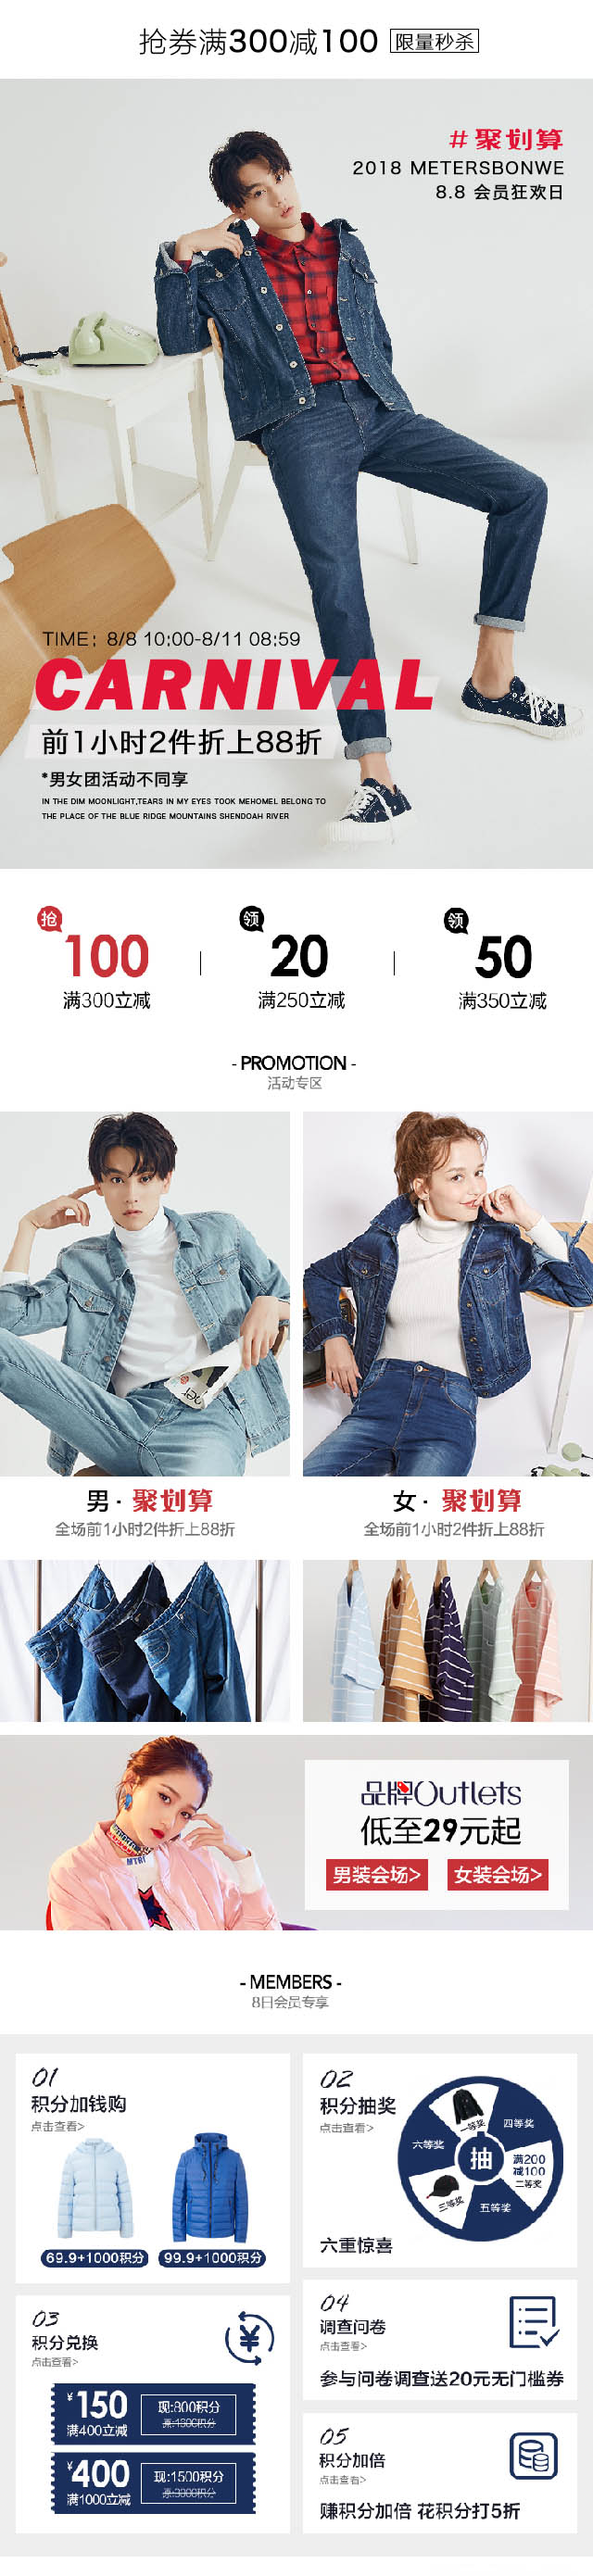 抢券满300减100 限量秒杀
#聚划算
2018 METERSBONWE
8.8 会员狂欢日
TIME：8/8 10:00-8/11 08:59
CARNIVAL
前1小时2件折上88折
*男女团活动不同享
IN THE DIM MOONLIGHT,TEARS IN MY EYES TOOK MEHOMEL BELONG TO
THE PLACE OF THE BLUE RIDGE MOUNTAINS SHENDOAH RIVER
抢 100
满300立减
领 20
满250立减
领 50
满350立减
- PROMOTION -
活动专区
男·聚划算
全场前1小时2件折上88折
女·聚划算
全场前1小时2件折上88折
MTRI
品牌Outlets
低至29元起
男装会场>
女装会场>
- MEMBERS -
8日会员专享
01
积分加钱购
点击查看>
69.9+1000积分
99.9+1000积分
02
积分抽奖
点击查看>
一等奖
四等奖
六等奖
抽
满200
减100
二等奖
三等奖
五等奖
六重惊喜
03
积分兑换
点击查看>
¥150
满400立减
现:800积分
原:1600积分
¥400
满1000立减
现:1500积分
原:3000积分
04
调查问卷
点击查看>
参与问卷调查送20元无门槛券
05
积分加倍
点击查看>
赚积分加倍 花积分打5折